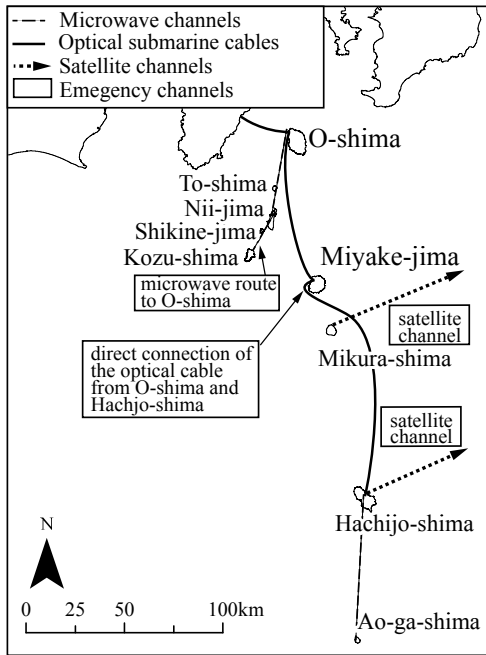 Microwave channels
Optical submarine cables
Satellite channels
Emegency channels
O-shima
To-shima
Nii-jima
Shikine-jima
Kozu-shima
microwave route
to O-shima
Miyake-jima
satellite
channel
Mikura-shima
direct connection of
the optical cable
from O-shima and
Hachjo-shima
satellite
channel
Hachijo-shima
N
0 25 50 100km
Ao-ga-shima